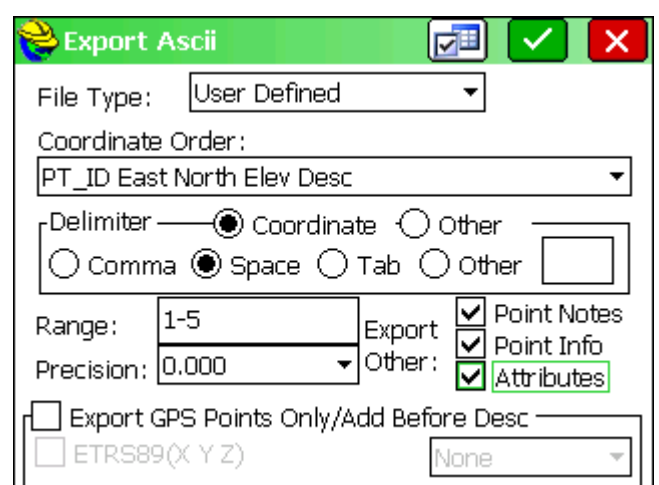 Export Ascii
File Type: User Defined
Coordinate Order:
PT_ID East North Elev Desc
Delimiter Coordinate Other
Comma Space Tab Other
Range: 1-5
Export Other:
Point Notes
Point Info
Attributes
Precision: 0.000
Export GPS Points Only/Add Before Desc
ETRS89(X Y Z) None